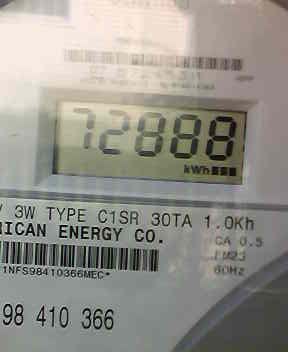 72888
kWh
V 3W TYPE C1SR 30TA 1.0Kh
RICAN ENERGY CO.
CA 0.5
60Hz
1NFS98410366MEC*
98 410 366